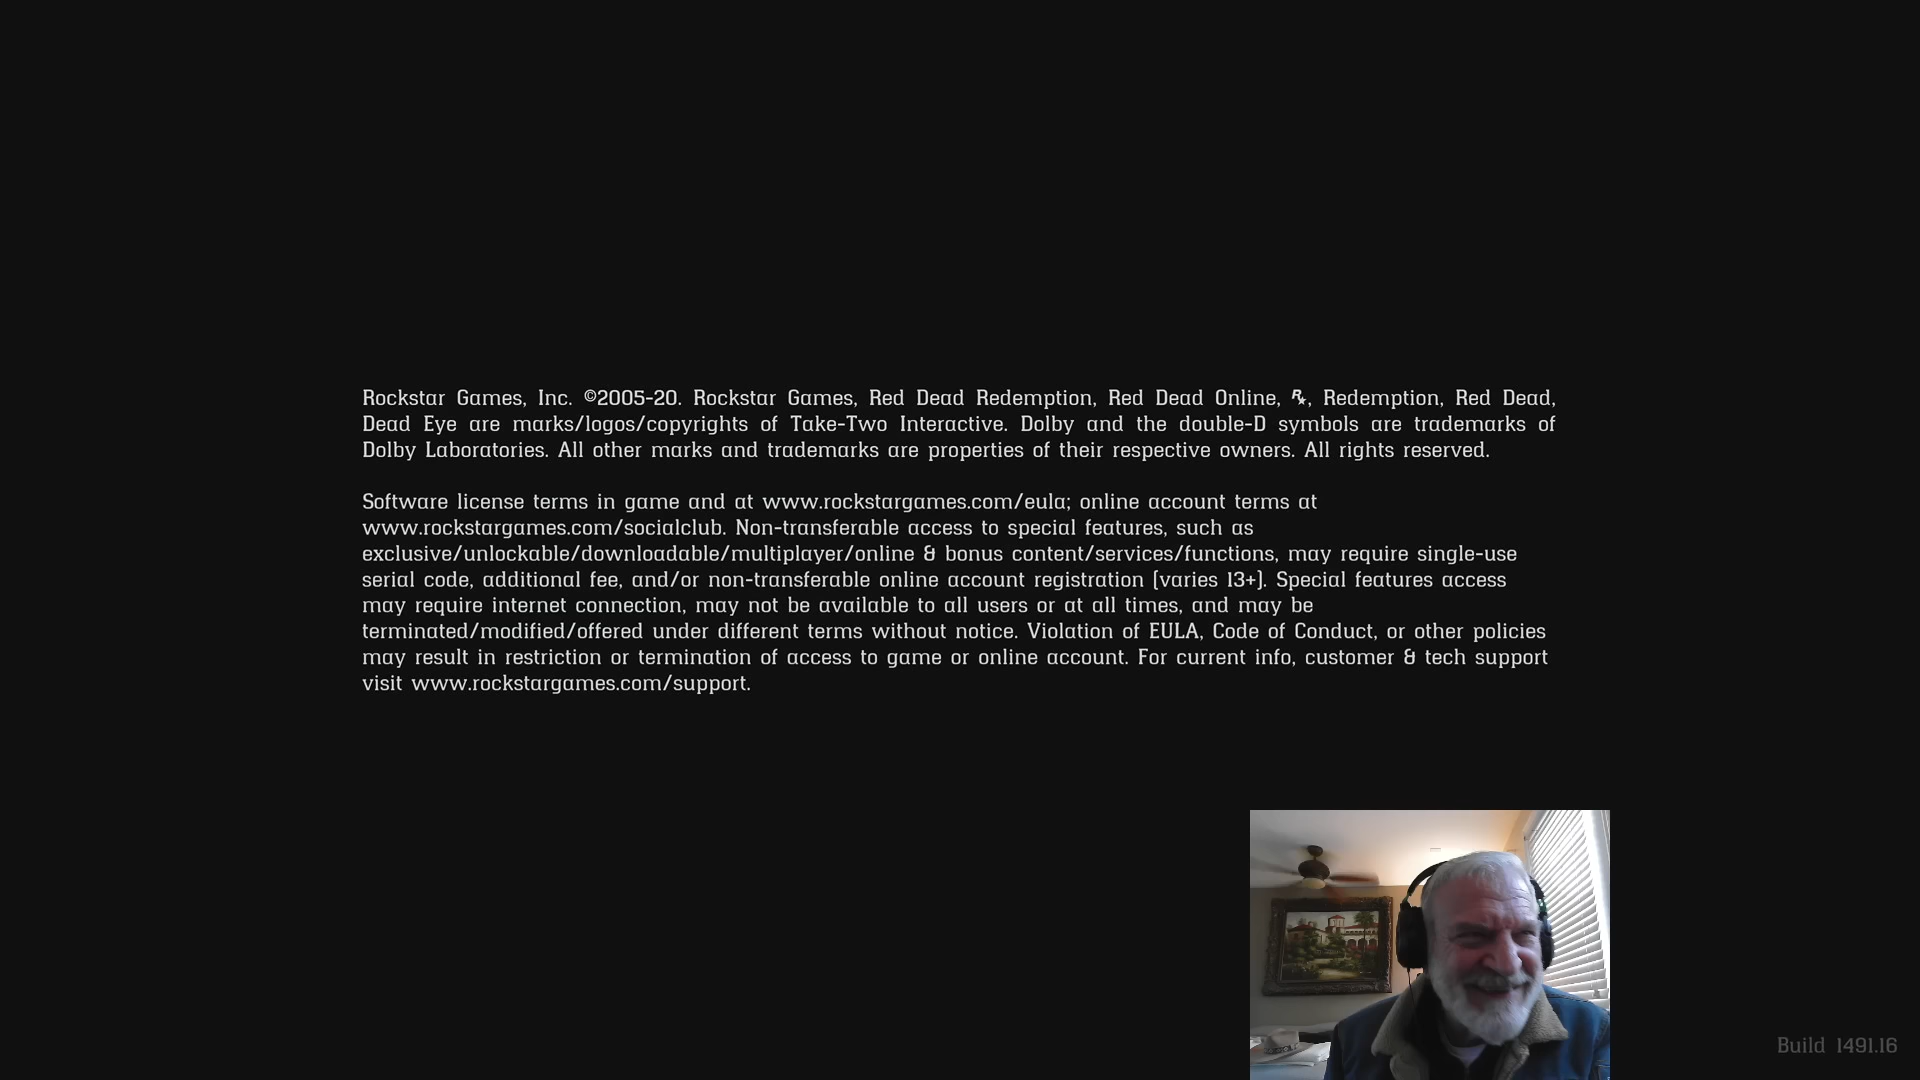 Rockstar Games, Inc. ©2005-20. Rockstar Games, Red Dead Redemption, Red Dead Online, R★, Redemption, Red Dead,
Dead Eye are marks/logos/copyrights of Take-Two Interactive. Dolby and the double-D symbols are trademarks of
Dolby Laboratories. All other marks and trademarks are properties of their respective owners. All rights reserved.
Software license terms in game and at www.rockstargames.com/eula; online account terms at
www.rockstargames.com/socialclub. Non-transferable access to special features, such as
exclusive/unlockable/downloadable/multiplayer/online & bonus content/services/functions, may require single-use
serial code, additional fee, and/or non-transferable online account registration (varies 13+). Special features access
may require internet connection, may not be available to all users or at all times, and may be
terminated/modified/offered under different terms without notice. Violation of EULA, Code of Conduct, or other policies
may result in restriction or termination of access to game or online account. For current info, customer & tech support
visit www.rockstargames.com/support.
Build 1491.16